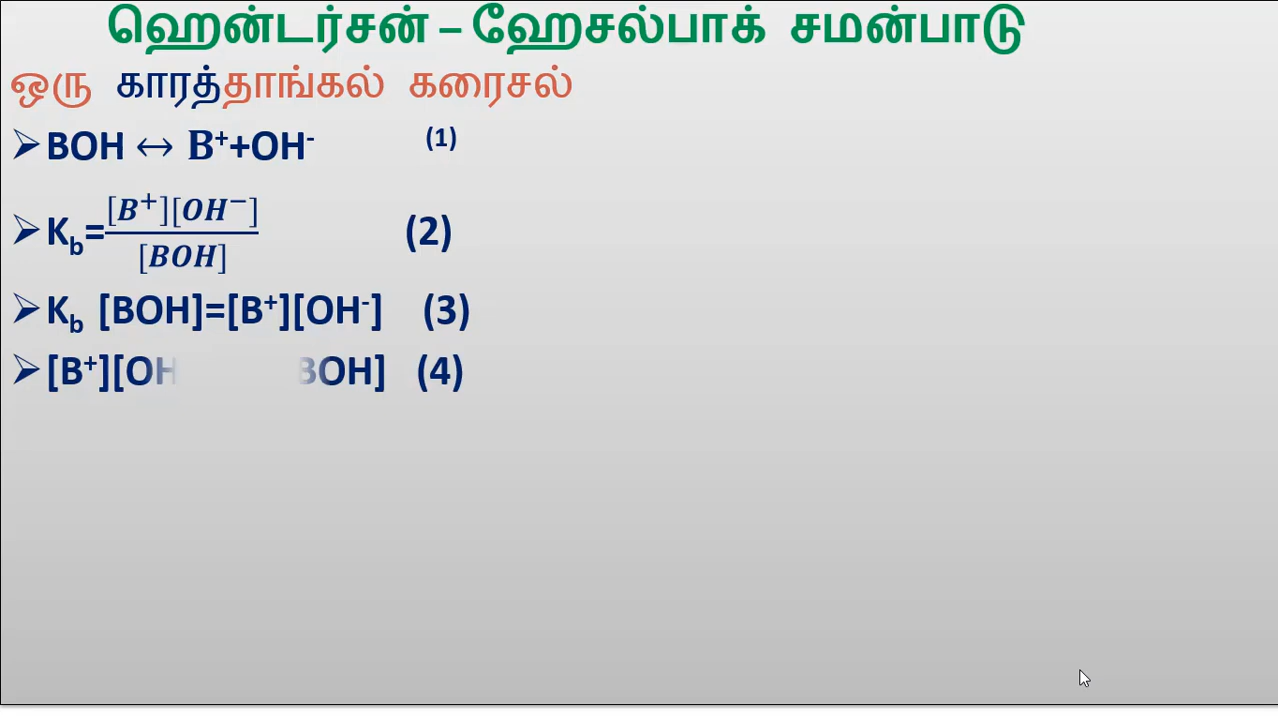 ஹென்டர்சன் – ஹேசல்பாக் சமன்பாடு
ஒரு காரத்தாங்கல் கரைசல்
➢ BOH ↔ B⁺+OH⁻ (1)
➢ K_b=[B⁺][OH⁻]/[BOH] (2)
➢ K_b [BOH]=[B⁺][OH⁻] (3)
➢ [B⁺][OH BOH] (4)